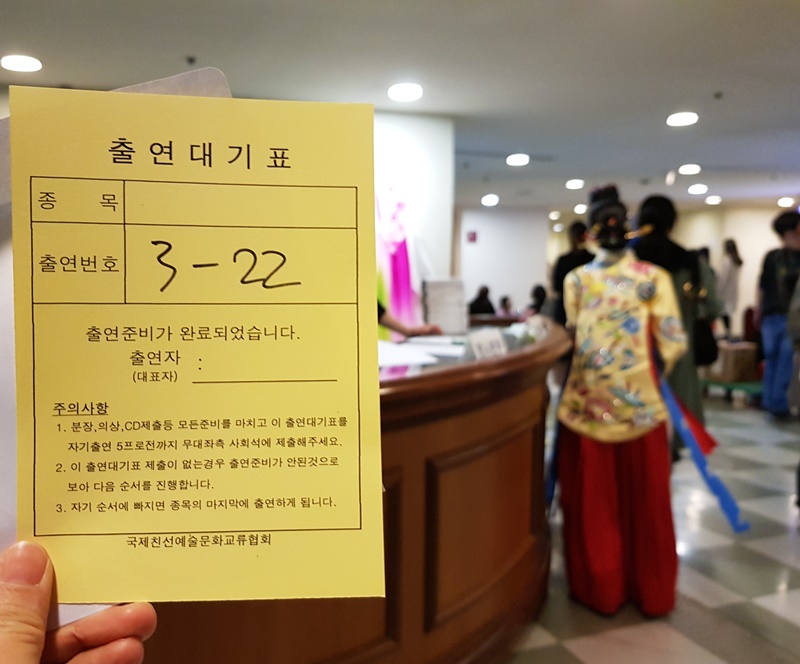 출연대기표
종 목
출연번호 3-22
출연준비가 완료되었습니다.
출연자 :
(대표자)
주의사항
1. 분장,의상,CD제출등 모든준비를 마치고 이 출연대기표를
자기출연 5프로전까지 무대좌측 사회석에 제출해주세요.
2. 이 출연대기표 제출이 없는경우 출연준비가 안된것으로
보아 다음 순서를 진행합니다.
3. 자기 순서에 빠지면 종목의 마지막에 출연하게 됩니다.
국제친선예술문화교류협회